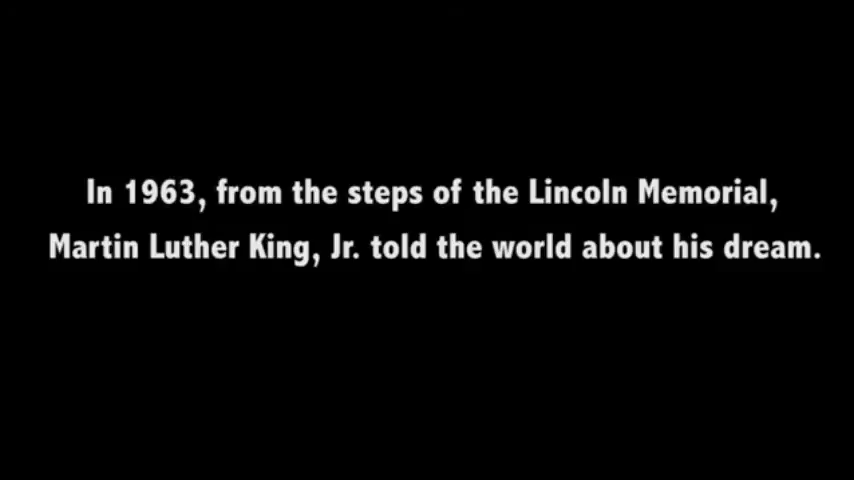 In 1963, from the steps of the Lincoln Memorial,
Martin Luther King, Jr. told the world about his dream.